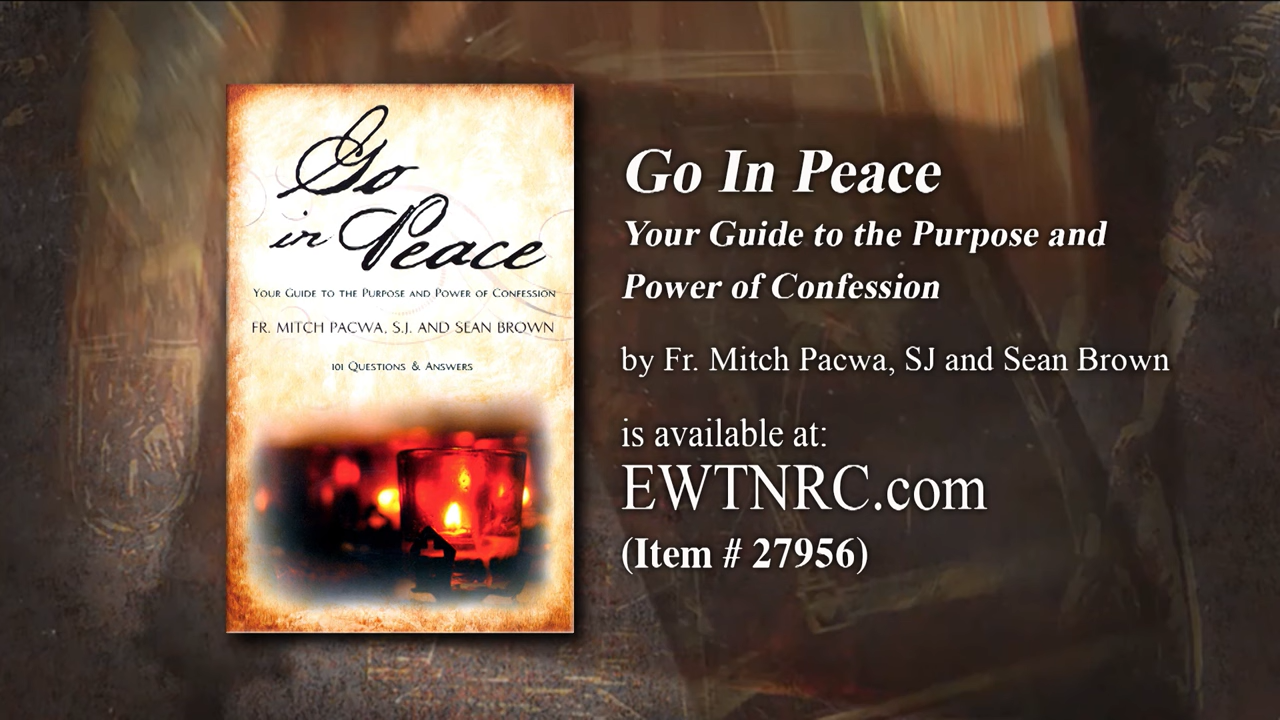 Go
in Peace
YOUR GUIDE TO THE PURPOSE AND POWER OF CONFESSION
FR. MITCH PACWA, S.J. AND SEAN BROWN
101 QUESTIONS & ANSWERS
Go In Peace
Your Guide to the Purpose and
Power of Confession
by Fr. Mitch Pacwa, SJ and Sean Brown
is available at:
EWTNRC.com
(Item # 27956)